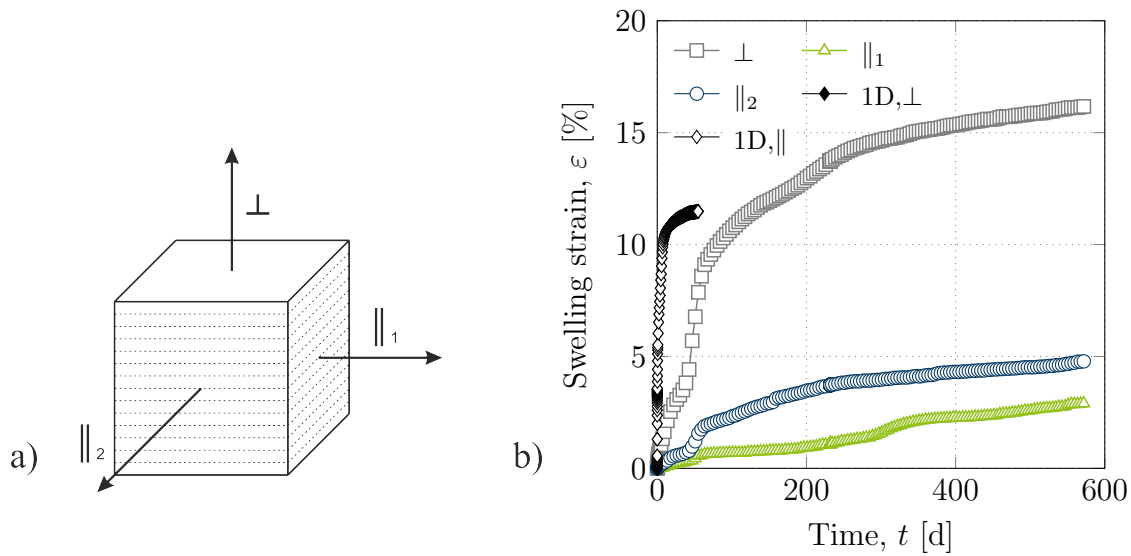 a)
⊥
∥₁
∥₂
b)
Swelling strain, ε [%]
20
15
10
5
0
⊥
∥₁
∥₂
1D,⊥
1D,∥
0
200
400
600
Time, t [d]